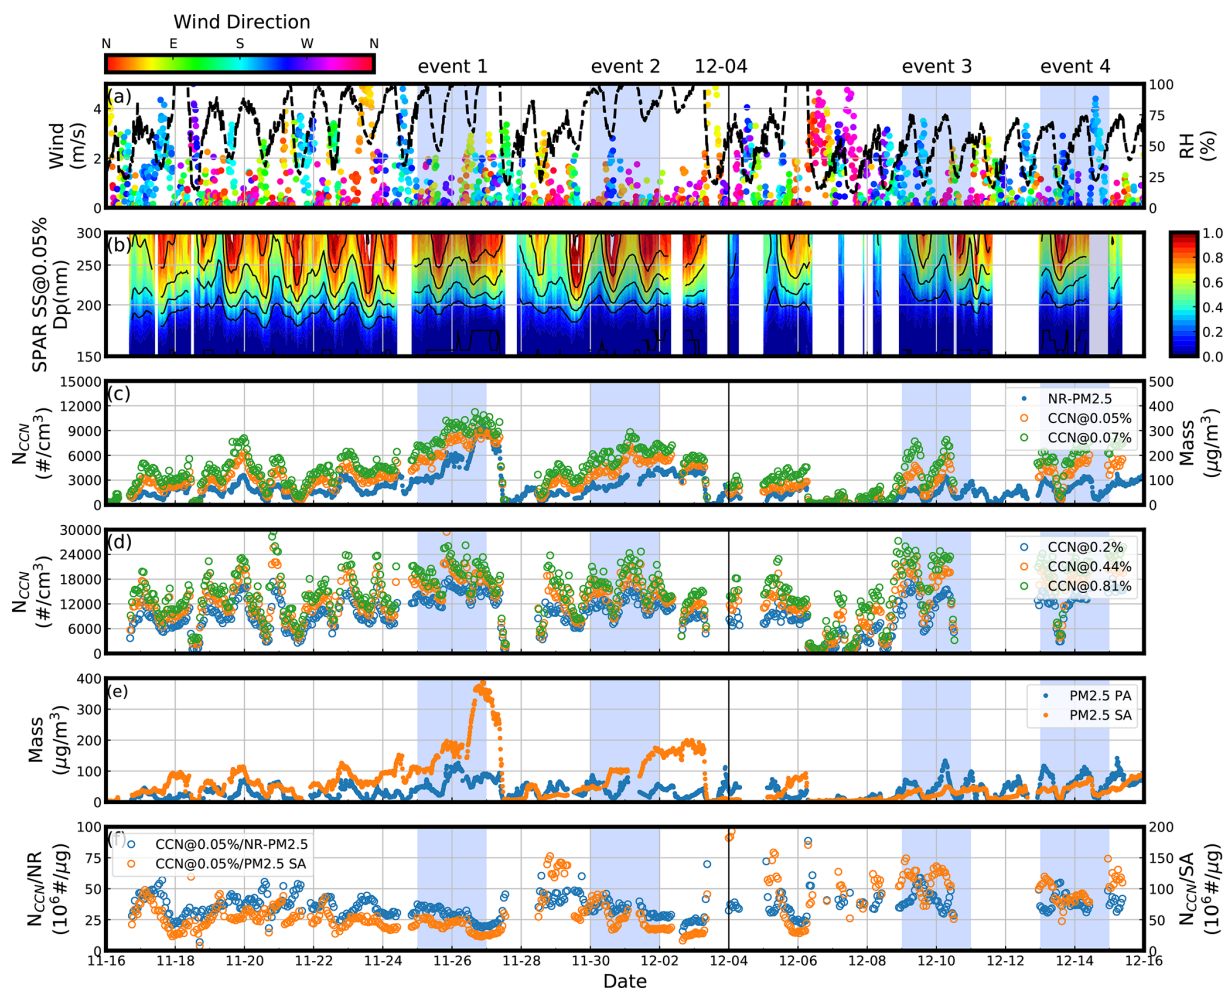 Wind Direction
N E S W N
event 1 event 2 12-04 event 3 event 4
(a)
Wind
(m/s)
4
2
0
100
75
50
25
0
RH
(%)
(b)
SPAR SS@0.05%
Dp(nm)
300
250
200
150
1.0
0.8
0.6
0.4
0.2
0.0
(c)
N_CCN
(#/cm³)
15000
12000
9000
6000
3000
0
NR-PM2.5
CCN@0.05%
CCN@0.07%
500
400
300
200
100
0
Mass
(μg/m³)
(d)
N_CCN
(#/cm³)
30000
24000
18000
12000
6000
0
CCN@0.2%
CCN@0.44%
CCN@0.81%
(e)
Mass
(μg/m³)
400
300
200
100
0
PM2.5 PA
PM2.5 SA
(f)
N_CCN/NR
(10⁶#/μg)
100
75
50
25
0
CCN@0.05%/NR-PM2.5
CCN@0.05%/PM2.5 SA
200
150
100
50
0
N_CCN/SA
(10⁶#/μg)
11-16 11-18 11-20 11-22 11-24 11-26 11-28 11-30 12-02 12-04 12-06 12-08 12-10 12-12 12-14 12-16
Date